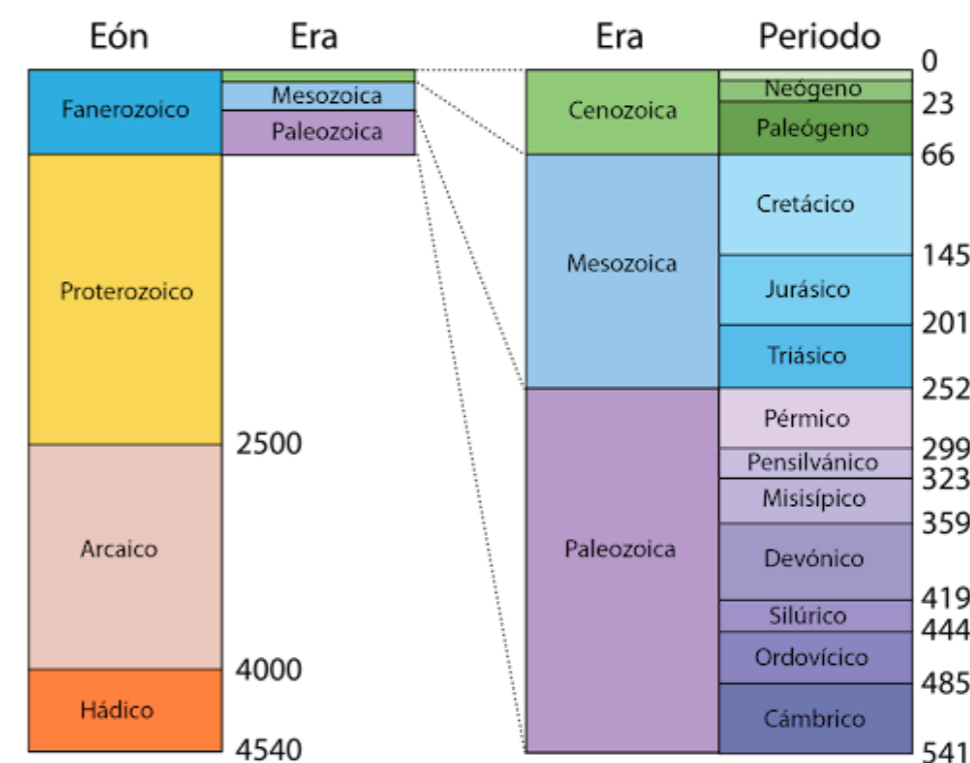 Eón
Era
Era
Periodo
Fanerozoico
Mesozoica
Paleozoica
Proterozoico
2500
Arcaico
4000
Hádico
4540
Cenozoica
Mesozoica
Paleozoica
0
Neógeno
23
Paleógeno
66
Cretácico
145
Jurásico
201
Triásico
252
Pérmico
299
Pensilvánico
323
Misisípico
359
Devónico
419
Silúrico
444
Ordovícico
485
Cámbrico
541